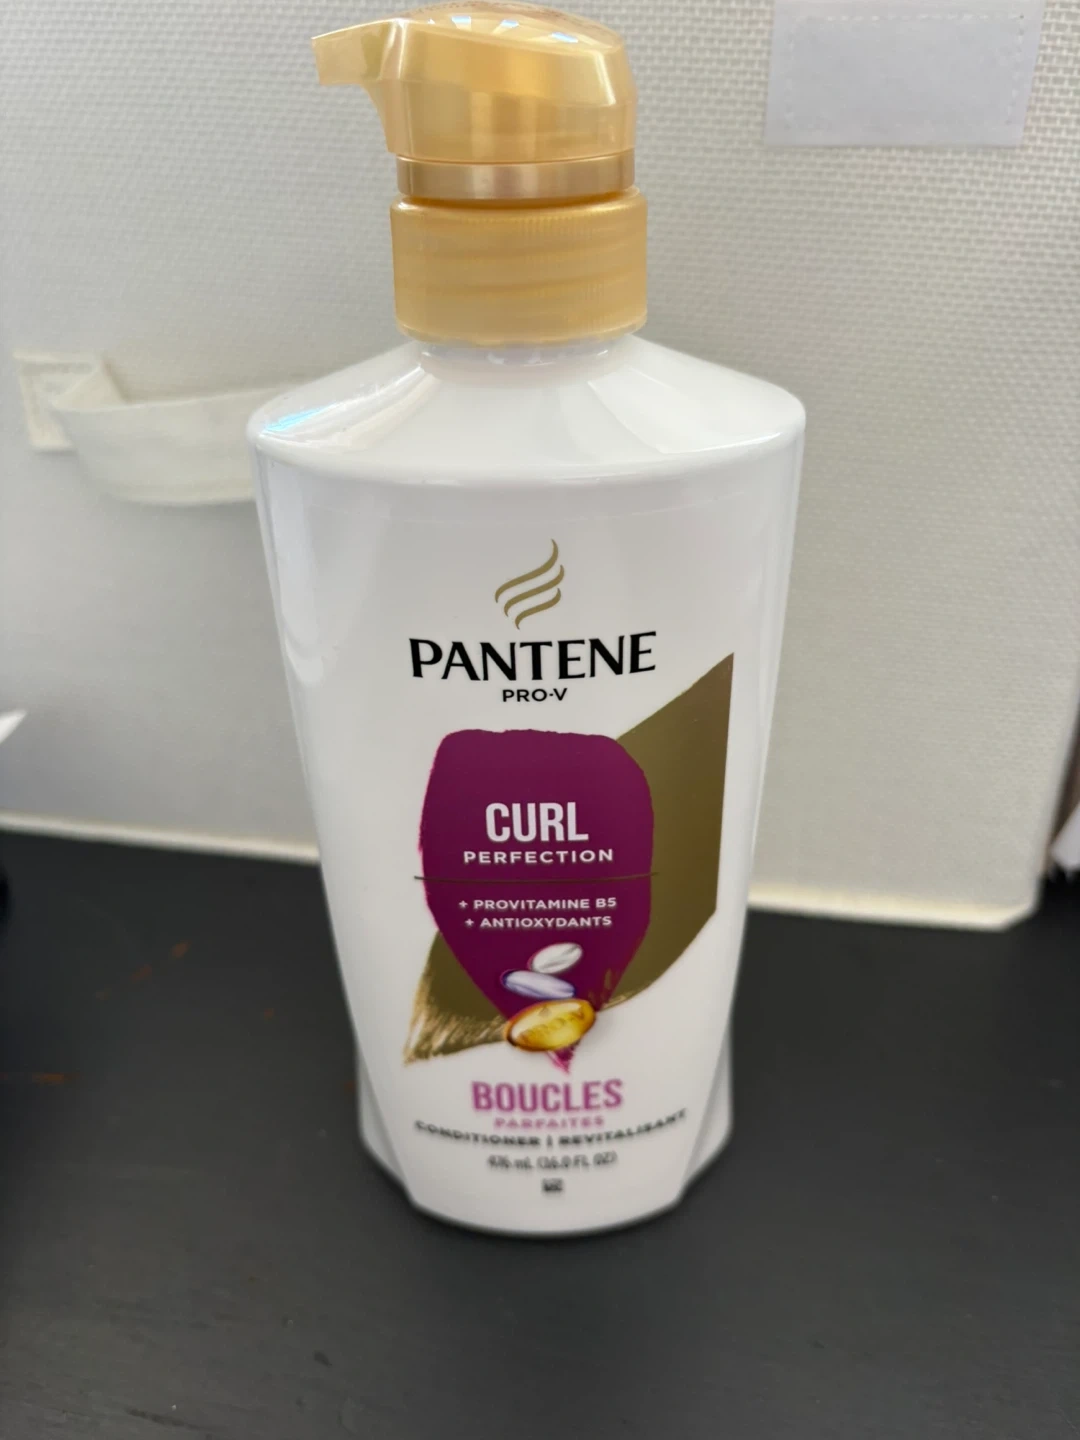 PANTENE
PRO-V
CURL
PERFECTION
+ PROVITAMINE B5
+ ANTIOXYDANTS
BOUCLES
PARFAITES
CONDITIONER | REVITALISANT